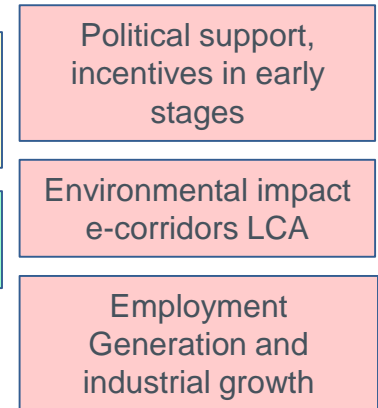 Political support,
incentives in early
stages
Environmental impact
e-corridors LCA
Employment
Generation and
industrial growth